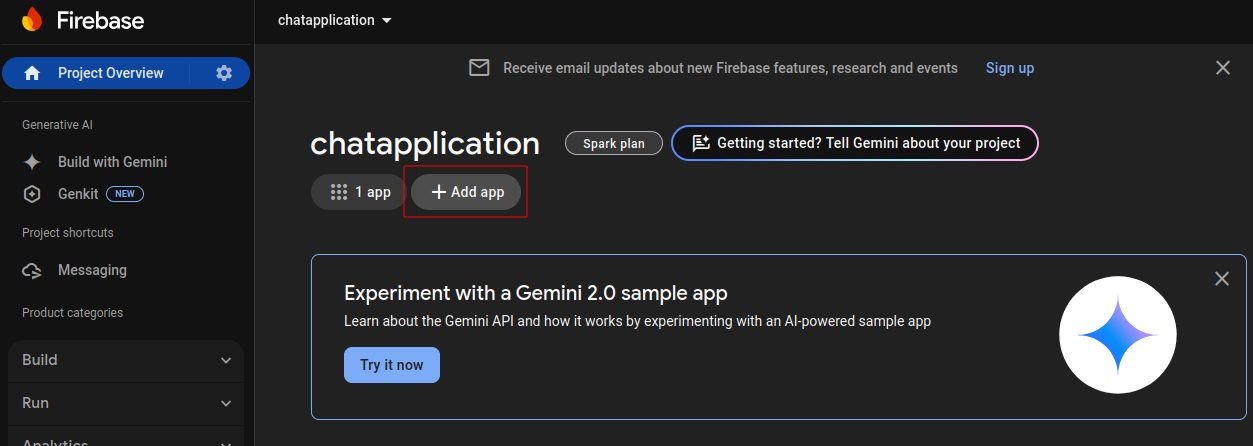 Firebase
chatapplication
Project Overview
Receive email updates about new Firebase features, research and events Sign up
Generative AI
Build with Gemini
Genkit NEW
Project shortcuts
Messaging
Product categories
Build
Run
Analytics
chatapplication
Spark plan
Getting started? Tell Gemini about your project
1 app
+ Add app
Experiment with a Gemini 2.0 sample app
Learn about the Gemini API and how it works by experimenting with an AI-powered sample app
Try it now